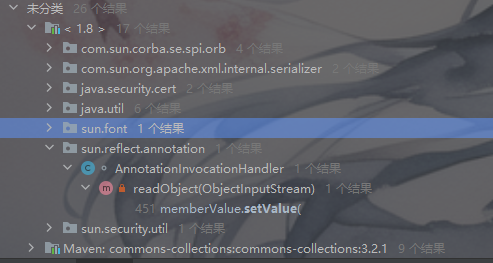 未分类 26 个结果
< 1.8 > 17 个结果
com.sun.corba.se.spi.orb 4 个结果
com.sun.org.apache.xml.internal.serializer 2 个结果
java.security.cert 2 个结果
java.util 6 个结果
sun.font 1 个结果
sun.reflect.annotation 1 个结果
AnnotationInvocationHandler 1 个结果
m readObject(ObjectInputStream) 1 个结果
451 memberValue.setValue(
sun.security.util 1 个结果
Maven: commons-collections:commons-collections:3.2.1 9 个结果